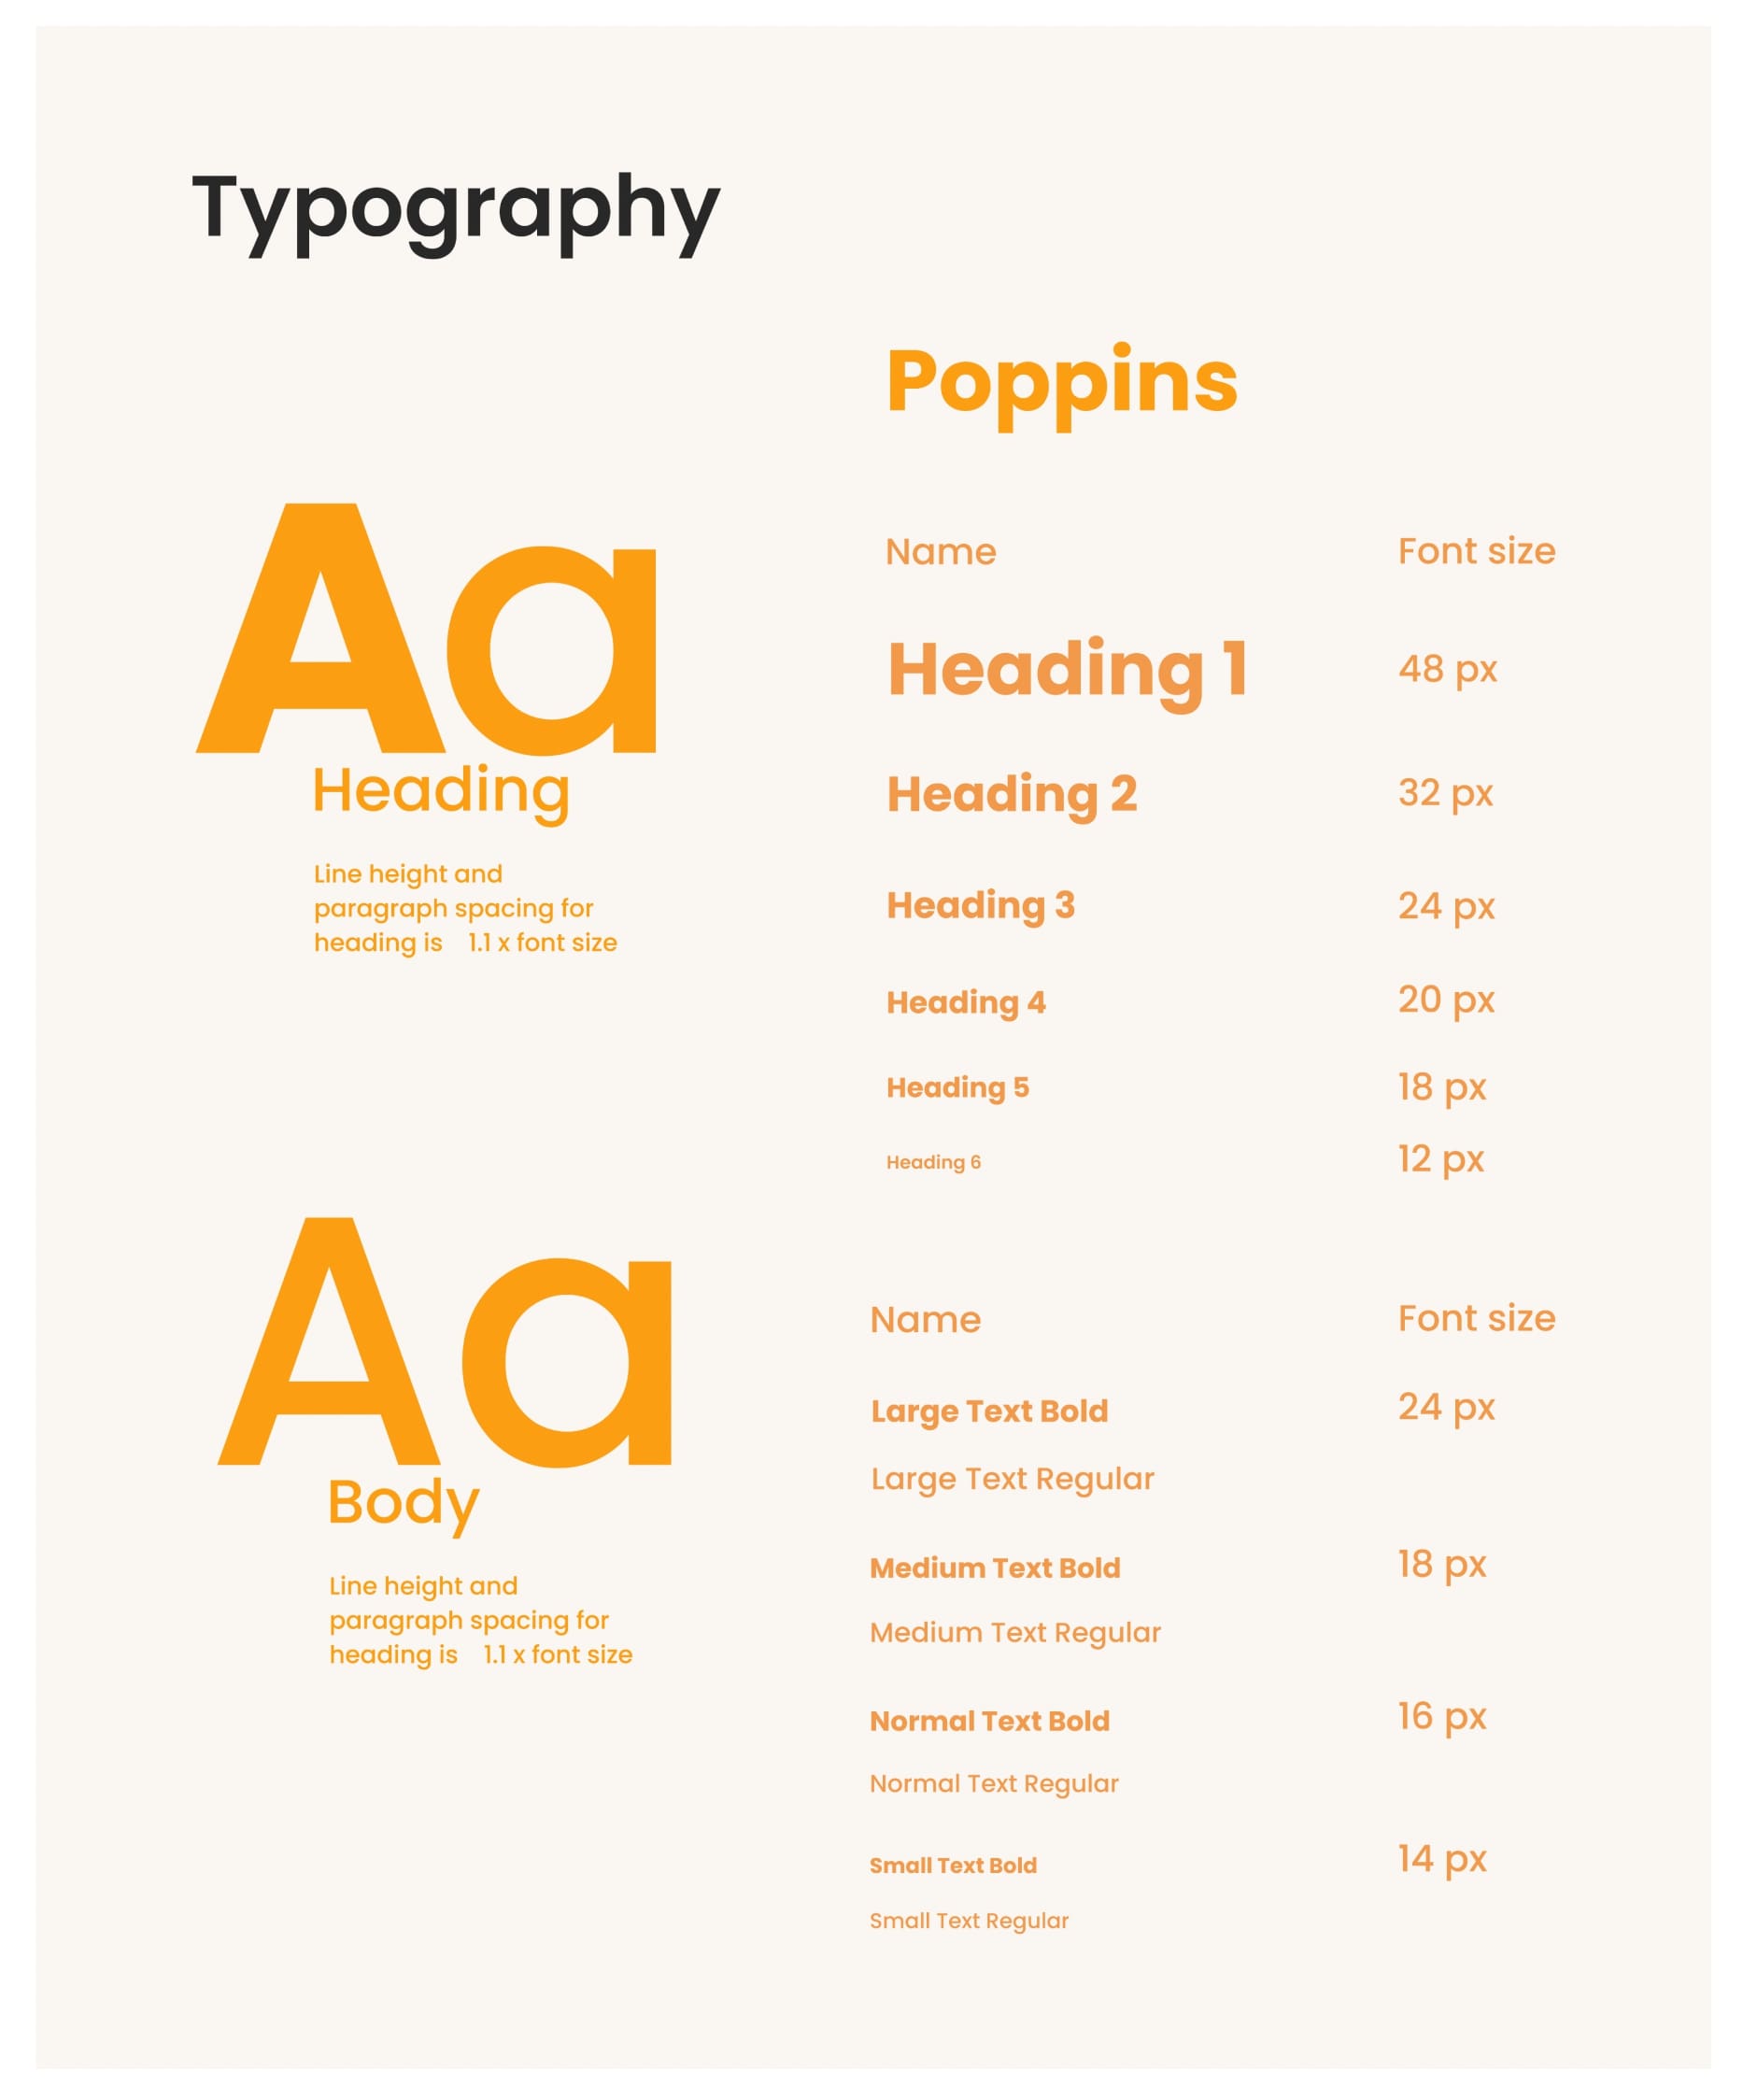 Typography
Poppins
Aa
Heading
Line height and
paragraph spacing for
heading is 1.1 x font size
Name Font size
Heading 1 48 px
Heading 2 32 px
Heading 3 24 px
Heading 4 20 px
Heading 5 18 px
Heading 6 12 px
Aa
Body
Line height and
paragraph spacing for
heading is 1.1 x font size
Name Font size
Large Text Bold 24 px
Large Text Regular
Medium Text Bold 18 px
Medium Text Regular
Normal Text Bold 16 px
Normal Text Regular
Small Text Bold 14 px
Small Text Regular